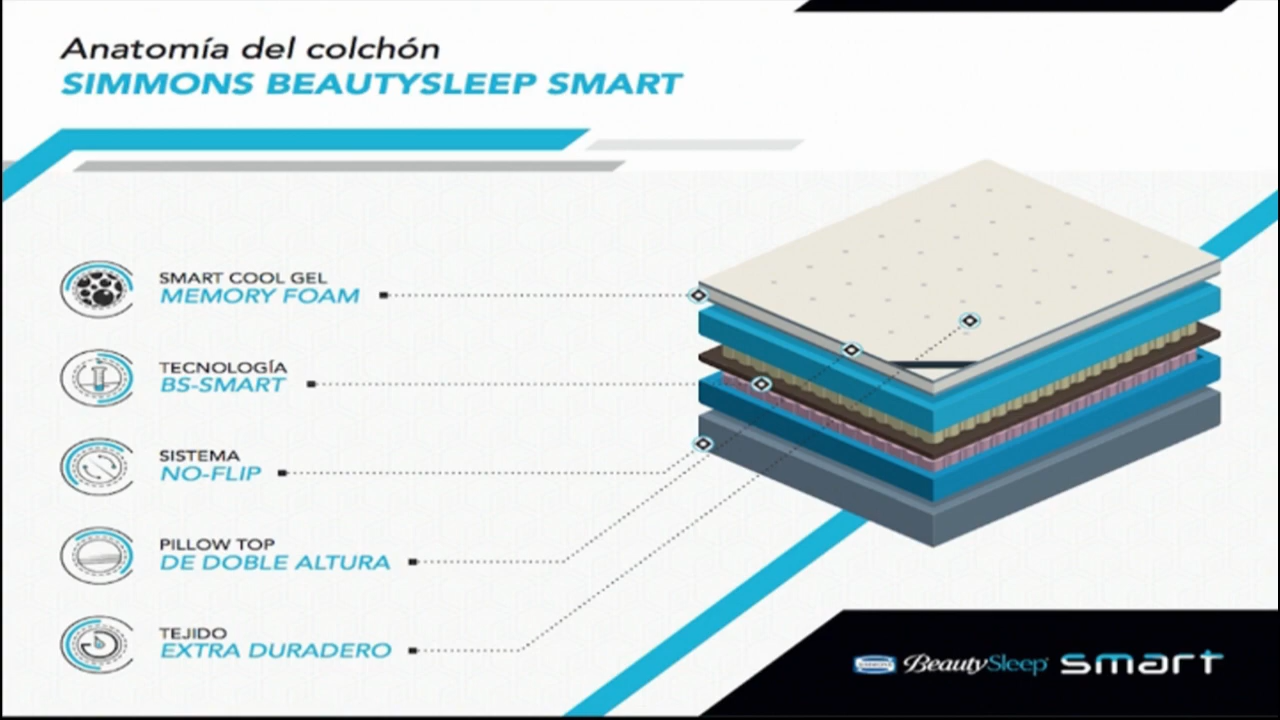 Anatomía del colchón
SIMMONS BEAUTYSLEEP SMART
SMART COOL GEL
MEMORY FOAM
TECNOLOGÍA
BS-SMART
SISTEMA
NO-FLIP
PILLOW TOP
DE DOBLE ALTURA
TEJIDO
EXTRA DURADERO
SIMMONS BeautySleep® smart